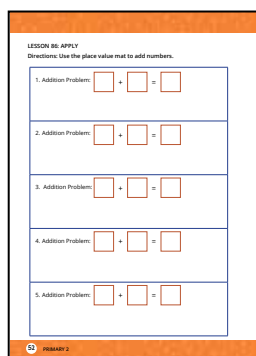 LESSON 86: APPLY
Directions: Use the place value mat to add numbers.
1. Addition Problem: + =
2. Addition Problem: + =
3. Addition Problem: + =
4. Addition Problem: + =
5. Addition Problem: + =
52 PRIMARY 2